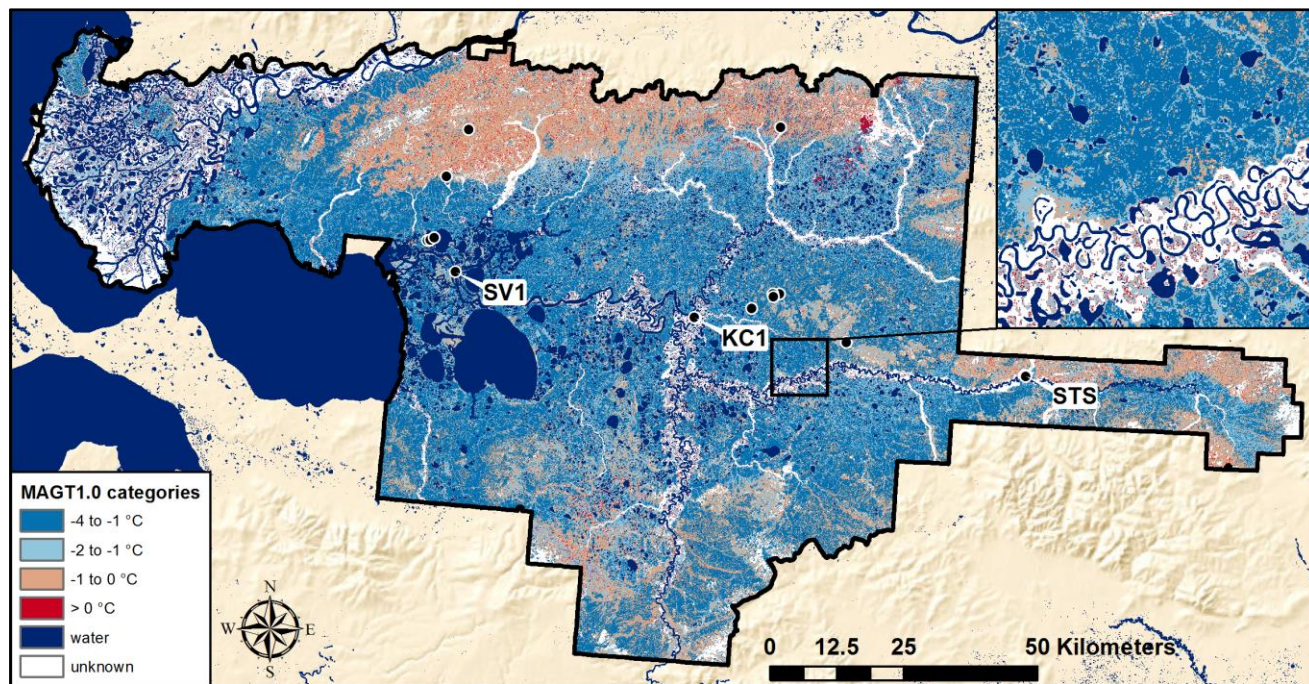 SV1
KC1
STS
MAGT1.0 categories
-4 to -1 °C
-2 to -1 °C
-1 to 0 °C
> 0 °C
water
unknown
N
W E
S
0 12.5 25 50 Kilometers